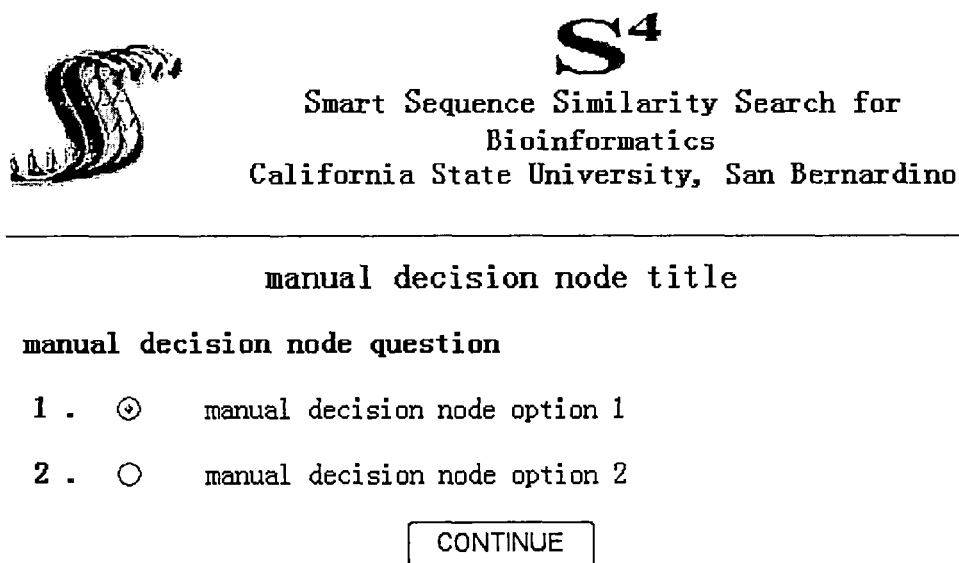 S⁴
Smart Sequence Similarity Search for
Bioinformatics
California State University, San Bernardino
manual decision node title
manual decision node question
1. manual decision node option 1
2. manual decision node option 2
CONTINUE